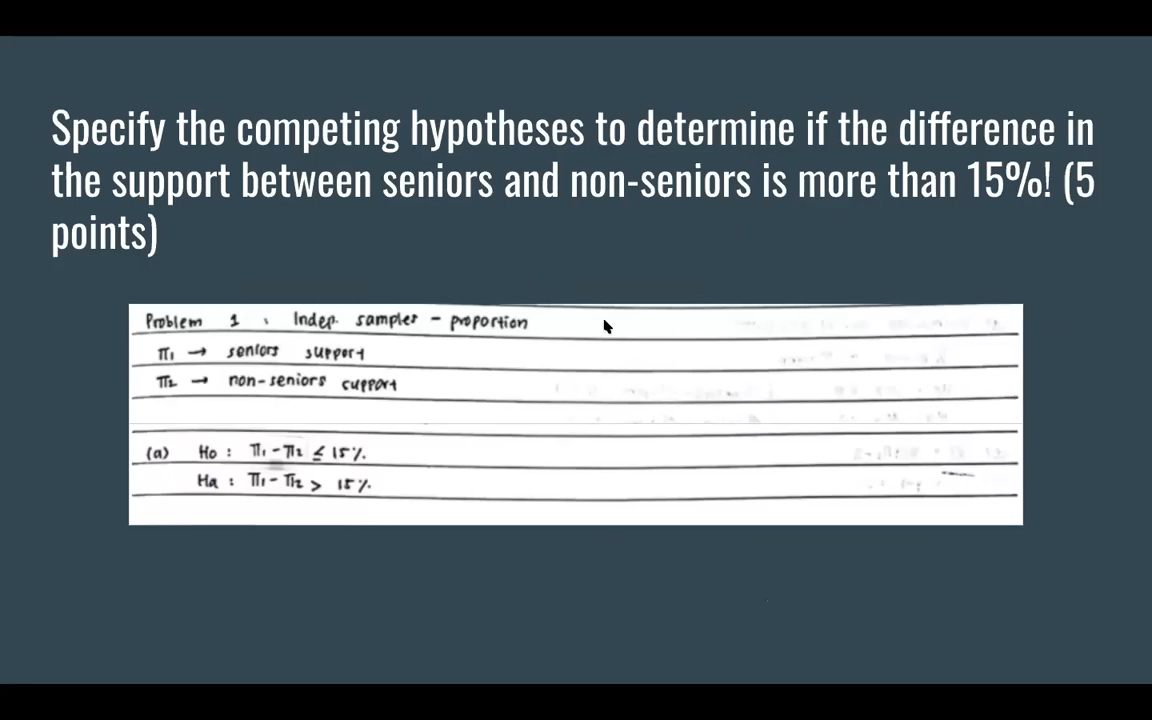 Specify the competing hypotheses to determine if the difference in
the support between seniors and non-seniors is more than 15%! (5
points)
Problem 1 : Indep. samples - proportion
π1 → seniors support
π2 → non-seniors support
(a) Ho : π1 - π2 ≤ 15%.
Ha : π1 - π2 > 15%